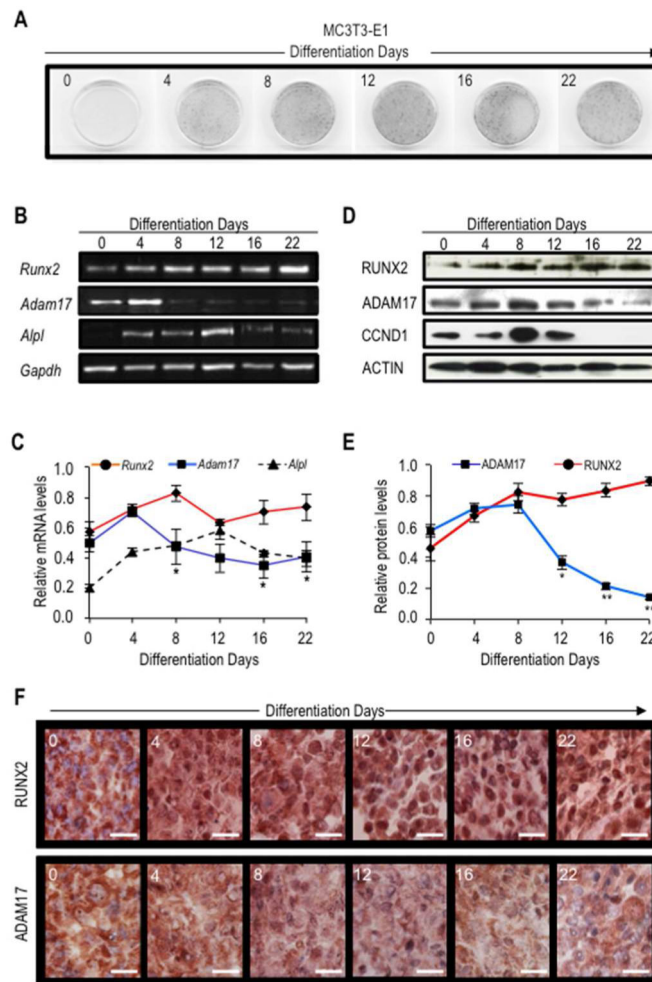 A
MC3T3-E1
Differentiation Days
0 4 8 12 16 22
B
Differentiation Days
0 4 8 12 16 22
Runx2
Adam17
Alpl
Gapdh
D
Differentiation Days
0 4 8 12 16 22
RUNX2
ADAM17
CCND1
ACTIN
C
Runx2 Adam17 Alpl
Relative mRNA levels
1.0
0.8
0.6
0.4
0.2
0.0
* * *
0 4 8 12 16 22
Differentiation Days
E
ADAM17 RUNX2
Relative protein levels
1.0
0.8
0.6
0.4
0.2
0.0
* ** **
0 4 8 12 16 22
Differentiation Days
F
Differentiation Days
RUNX2
0 4 8 12 16 22
ADAM17
0 4 8 12 16 22